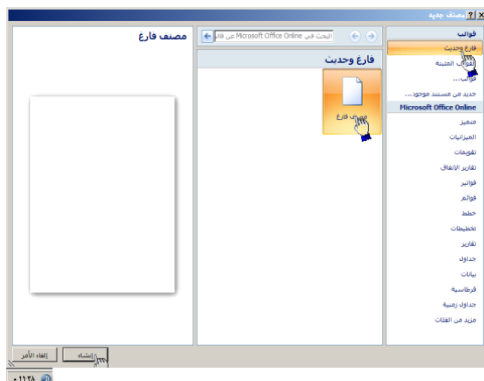 مصنف جديد
قوالب
فارغ وحديث
القوالب المثبتة
قوالبي...
جديد من مستند موجود...
Microsoft Office Online
متميز
الميزانيات
تقويمات
تقارير الإنفاق
فواتير
قوائم
خطط
تخطيطات
تقارير
جداول
بيانات
قرطاسية
جداول زمنية
مزيد من الفئات
البحث في Microsoft Office Online عن قالب
فارغ وحديث
مصنف فارغ
مصنف فارغ
إنشاء
إلغاء الأمر